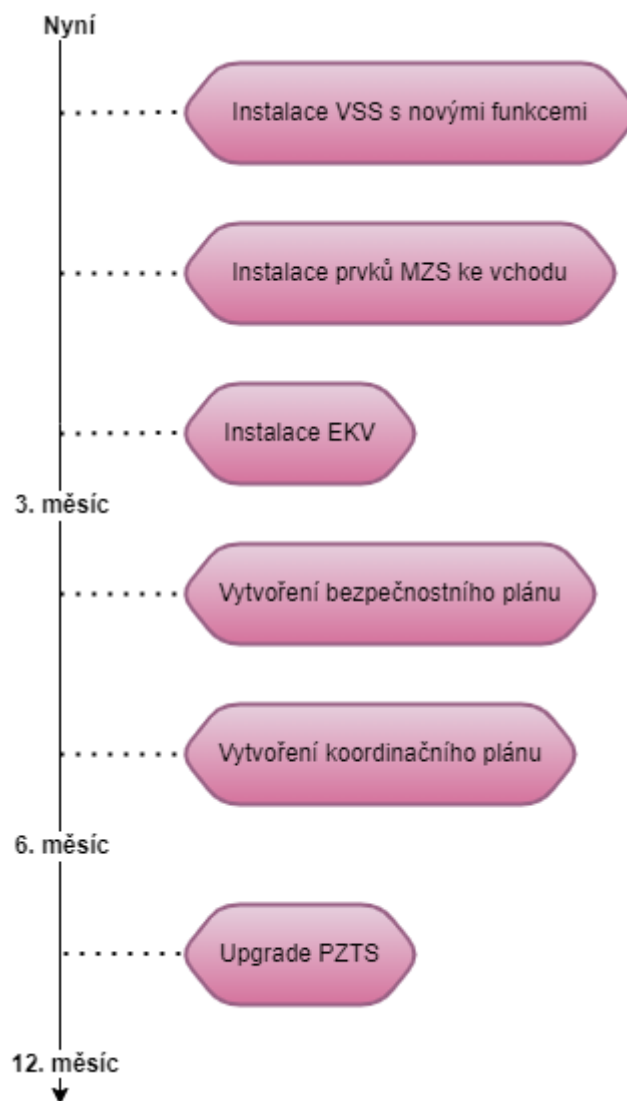 Nyní
Instalace VSS s novými funkcemi
Instalace prvků MZS ke vchodu
Instalace EKV
3. měsíc
Vytvoření bezpečnostního plánu
Vytvoření koordinačního plánu
6. měsíc
Upgrade PZTS
12. měsíc